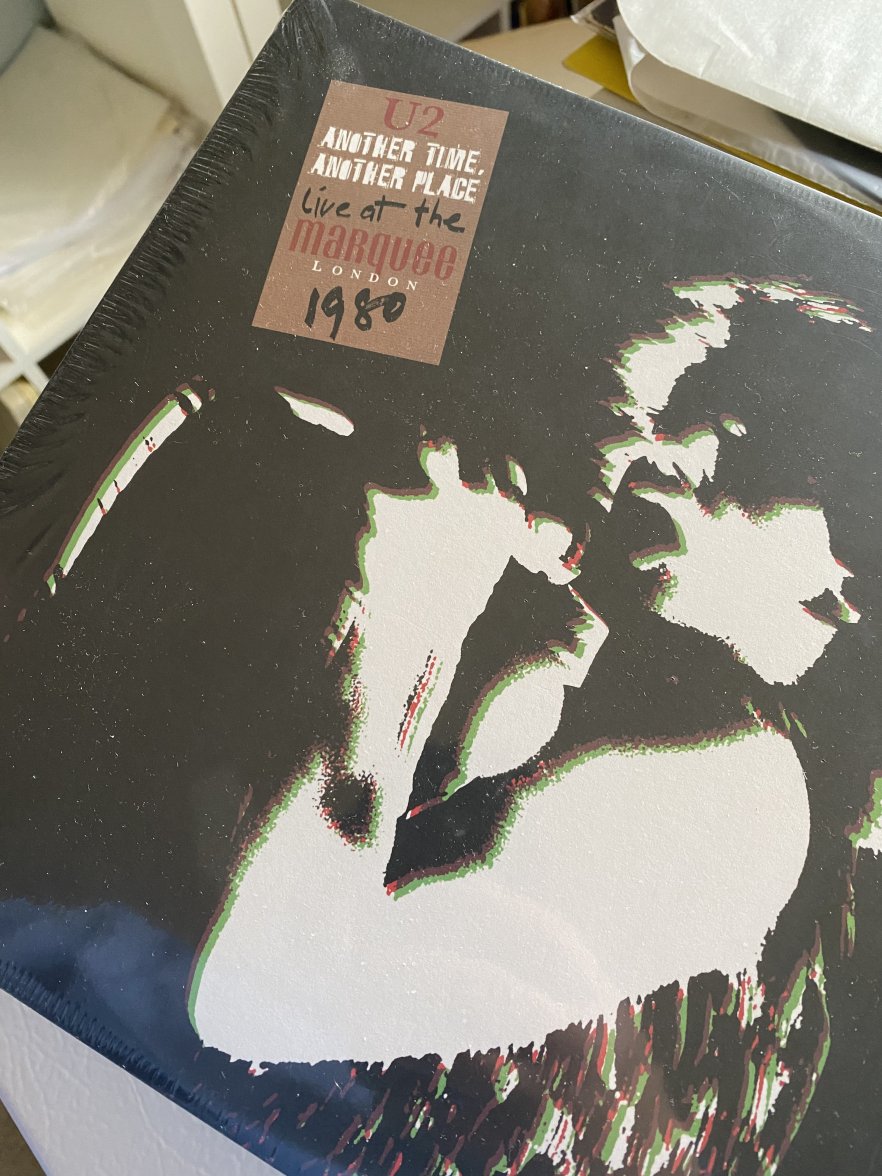 U2
ANOTHER TIME,
ANOTHER PLACE
Live at the
MARQUEE
LONDON
1980